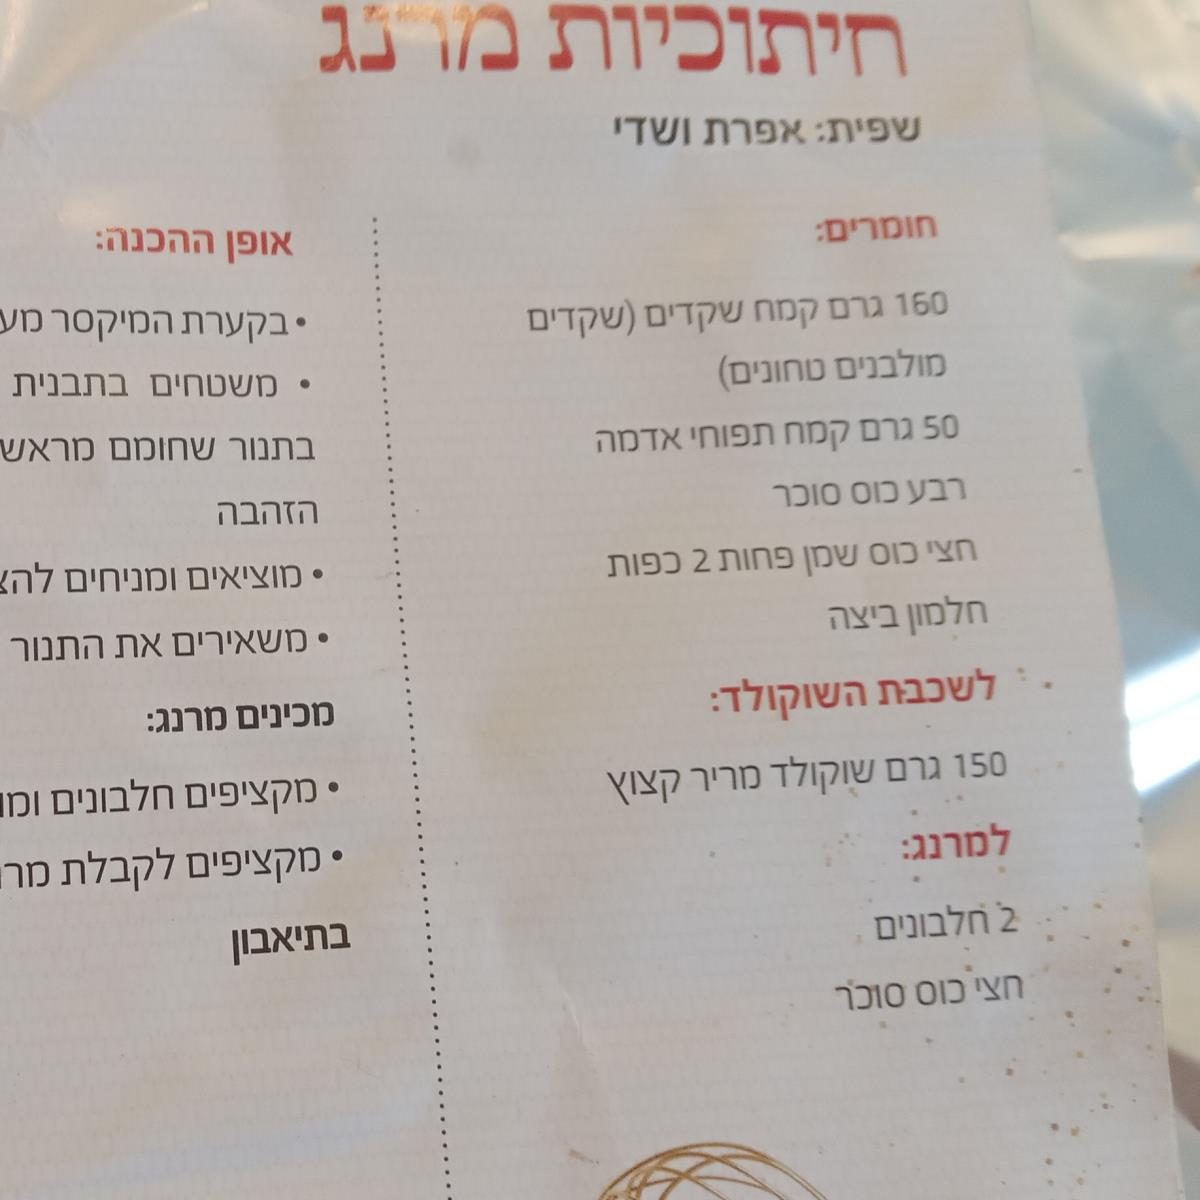 חיתוכיות מרנג
שפית: אפרת ושדי
חומרים:
160 גרם קמח שקדים (שקדים
מולבנים טחונים)
50 גרם קמח תפוחי אדמה
רבע כוס סוכר
חצי כוס שמן פחות 2 כפות
חלמון ביצה
לשכבת השוקולד:
150 גרם שוקולד מריר קצוץ
למרנג:
2 חלבונים
חצי כוס סוכר
אופן ההכנה:
• בקערת המיקסר
• משטחים בתבנית
בתנור שחומם מראש
הזהבה
• מוציאים ומניחים
• משאירים את התנור
מכינים מרנג:
• מקציפים חלבונים
• מקציפים לקבלת
בתיאבון